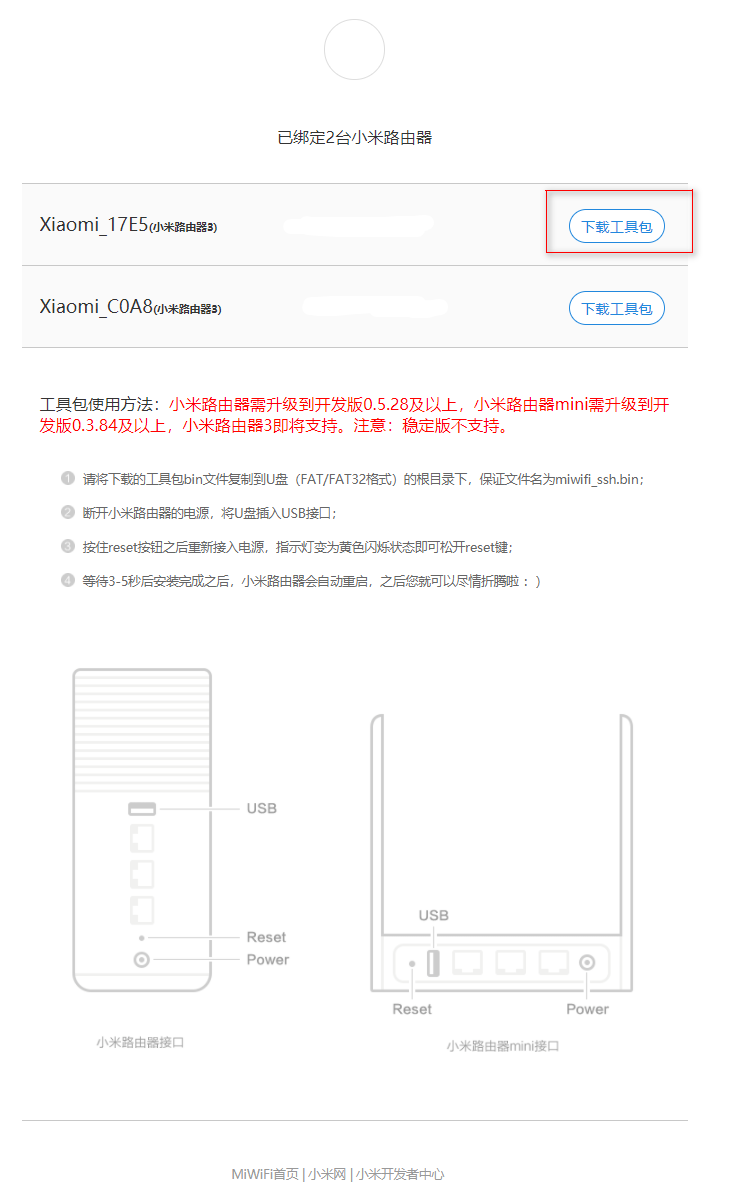 已绑定2台小米路由器
Xiaomi_17E5(小米路由器3)
下载工具包
Xiaomi_C0A8(小米路由器3)
下载工具包
工具包使用方法：小米路由器需升级到开发版0.5.28及以上，小米路由器mini需升级到开
发版0.3.84及以上，小米路由器3即将支持。注意：稳定版不支持。
1 请将下载的工具包bin文件复制到U盘（FAT/FAT32格式）的根目录下，保证文件名为miwifi_ssh.bin；
2 断开小米路由器的电源，将U盘插入USB接口；
3 按住reset按钮之后重新接入电源，指示灯变为黄色闪烁状态即可松开reset键；
4 等待3-5秒后安装完成之后，小米路由器会自动重启，之后您就可以尽情折腾啦 ：）
USB
Reset
Power
小米路由器接口
USB
Reset
Power
小米路由器mini接口
MiWiFi首页 | 小米网 | 小米开发者中心